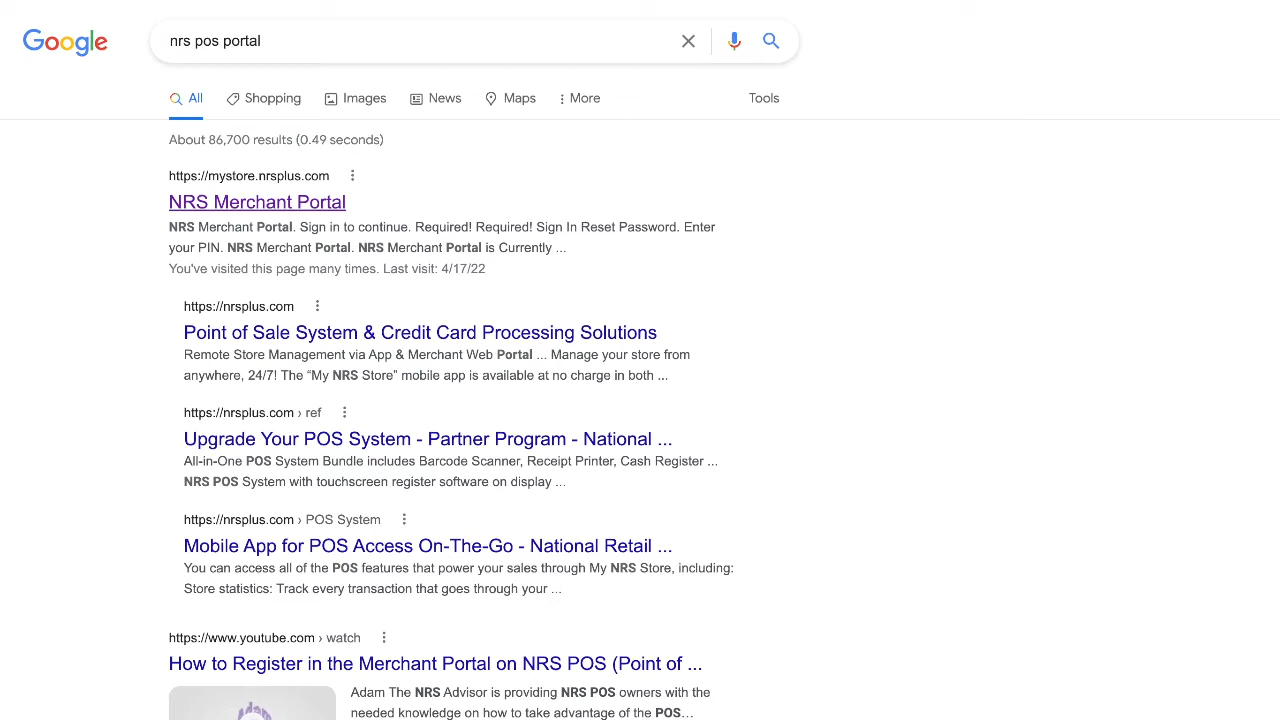 Google
nrs pos portal
All Shopping Images News Maps More Tools
About 86,700 results (0.49 seconds)
https://mystore.nrsplus.com
NRS Merchant Portal
NRS Merchant Portal. Sign in to continue. Required! Required! Sign In Reset Password. Enter
your PIN. NRS Merchant Portal. NRS Merchant Portal is Currently ...
You've visited this page many times. Last visit: 4/17/22
https://nrsplus.com
Point of Sale System & Credit Card Processing Solutions
Remote Store Management via App & Merchant Web Portal ... Manage your store from
anywhere, 24/7! The “My NRS Store” mobile app is available at no charge in both ...
https://nrsplus.com › ref
Upgrade Your POS System - Partner Program - National ...
All-in-One POS System Bundle includes Barcode Scanner, Receipt Printer, Cash Register ...
NRS POS System with touchscreen register software on display ...
https://nrsplus.com › POS System
Mobile App for POS Access On-The-Go - National Retail ...
You can access all of the POS features that power your sales through My NRS Store, including:
Store statistics: Track every transaction that goes through your ...
https://www.youtube.com › watch
How to Register in the Merchant Portal on NRS POS (Point of ...
Adam The NRS Advisor is providing NRS POS owners with the
needed knowledge on how to take advantage of the POS...